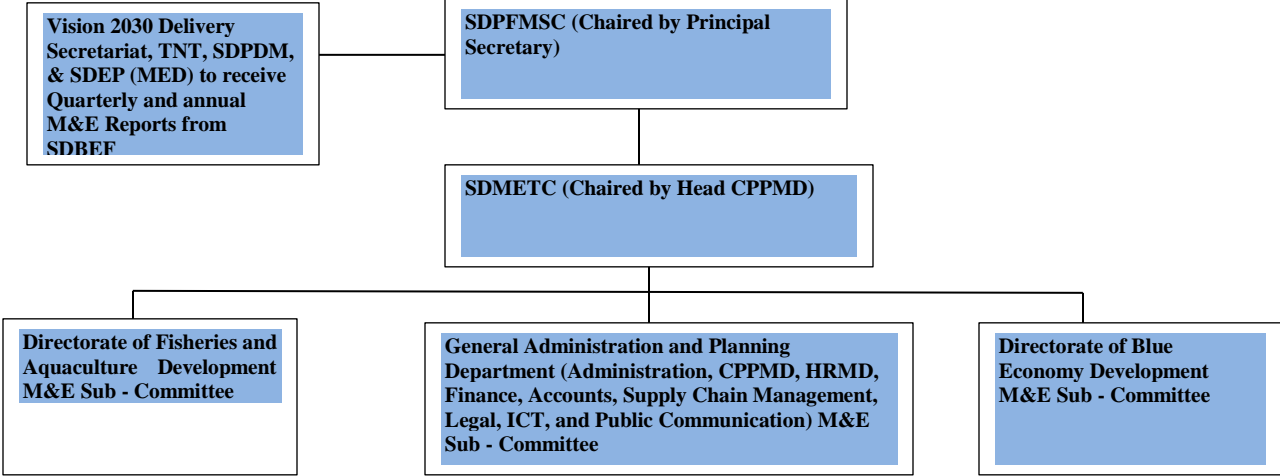 Vision 2030 Delivery
Secretariat, TNT, SDPDM,
& SDEP (MED) to receive
Quarterly and annual
M&E Reports from
SDBEF
SDPFMSC (Chaired by Principal
Secretary)
SDMETC (Chaired by Head CPPMD)
Directorate of Fisheries and
Aquaculture Development
M&E Sub - Committee
General Administration and Planning
Department (Administration, CPPMD, HRMD,
Finance, Accounts, Supply Chain Management,
Legal, ICT, and Public Communication) M&E
Sub - Committee
Directorate of Blue
Economy Development
M&E Sub - Committee